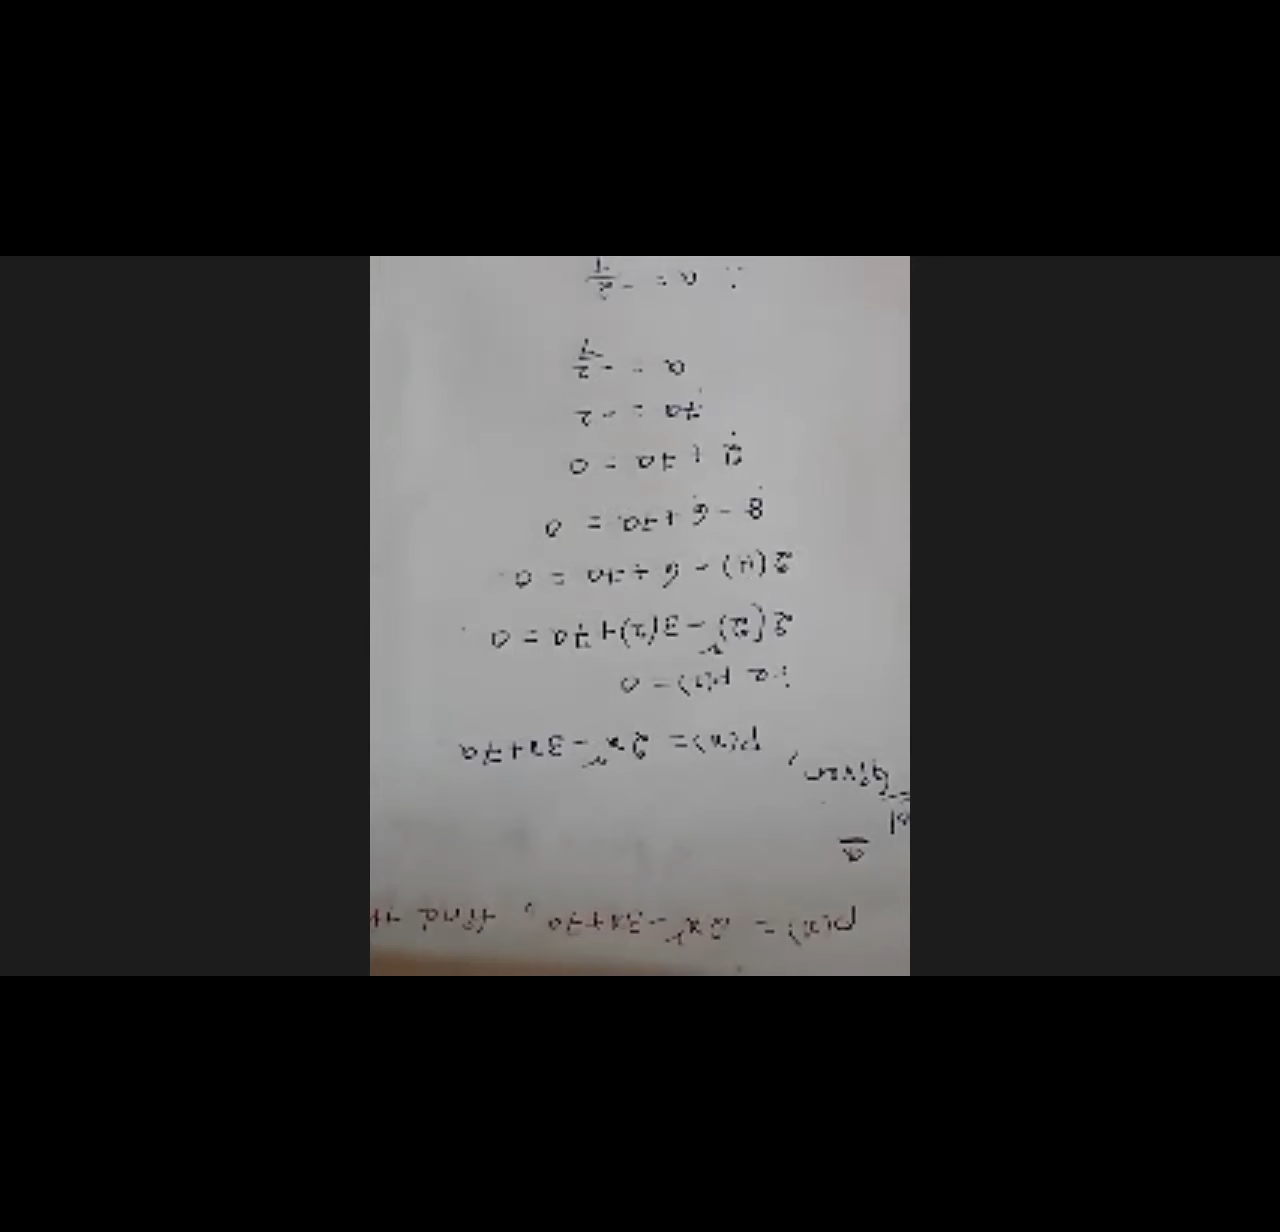 p(x) = 2x² - 3x + 7a, find
a
Given,
p(x) = 2x² - 3x + 7a
p(2) = 0
2(2)² - 3(2) + 7a = 0
2(4) - 6 + 7a = 0
8 - 6 + 7a = 0
2 + 7a = 0
7a = -2
a = -2/7
∴ a = -2/7